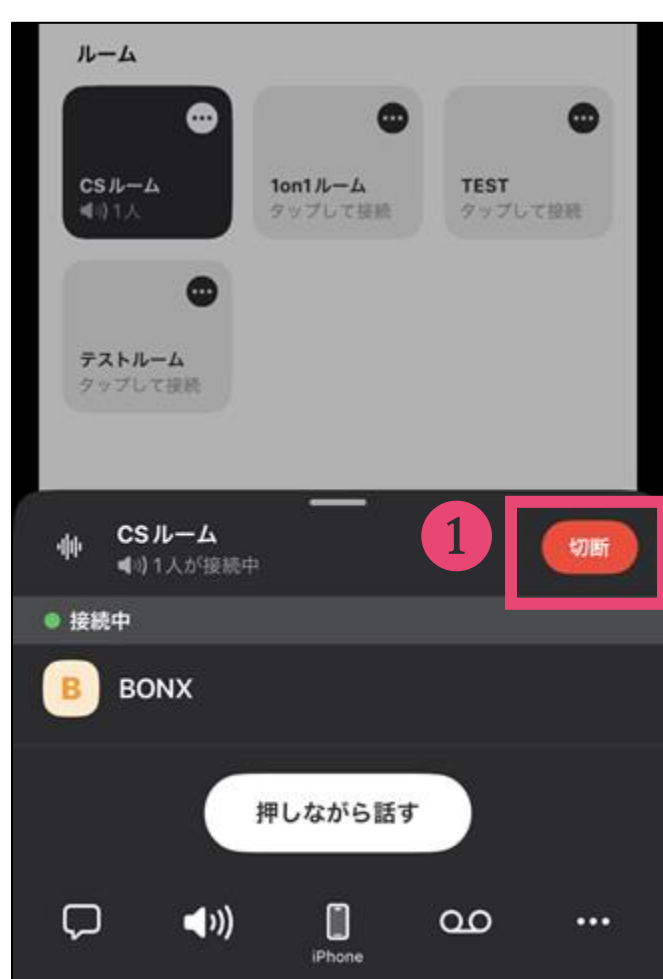 ルーム
CSルーム
1人
1on1ルーム
タップして接続
TEST
タップして接続
テストルーム
タップして接続
CSルーム
1人が接続中
1
切断
接続中
B
BONX
押しながら話す
iPhone